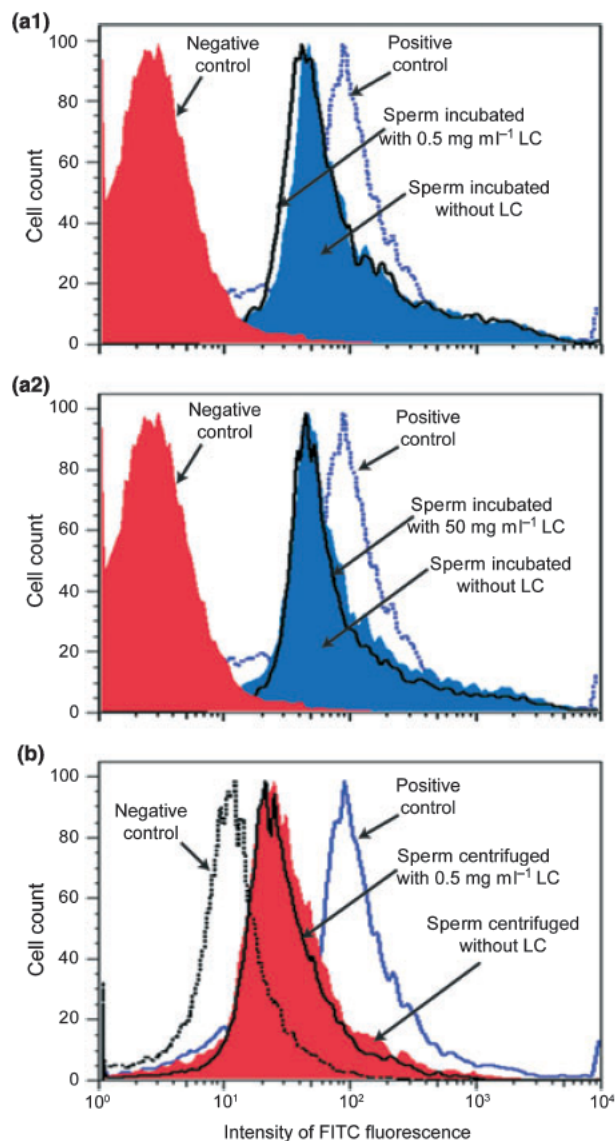 (a1)
100
80
60
40
20
0
Cell count
Negative
control
Positive
control
Sperm incubated
with 0.5 mg ml⁻¹ LC
Sperm incubated
without LC
(a2)
100
80
60
40
20
0
Cell count
Negative
control
Positive
control
Sperm incubated
with 50 mg ml⁻¹ LC
Sperm incubated
without LC
(b)
100
80
60
40
20
0
Cell count
Negative
control
Positive
control
Sperm centrifuged
with 0.5 mg ml⁻¹ LC
Sperm centrifuged
without LC
10⁰ 10¹ 10² 10³ 10⁴
Intensity of FITC fluorescence